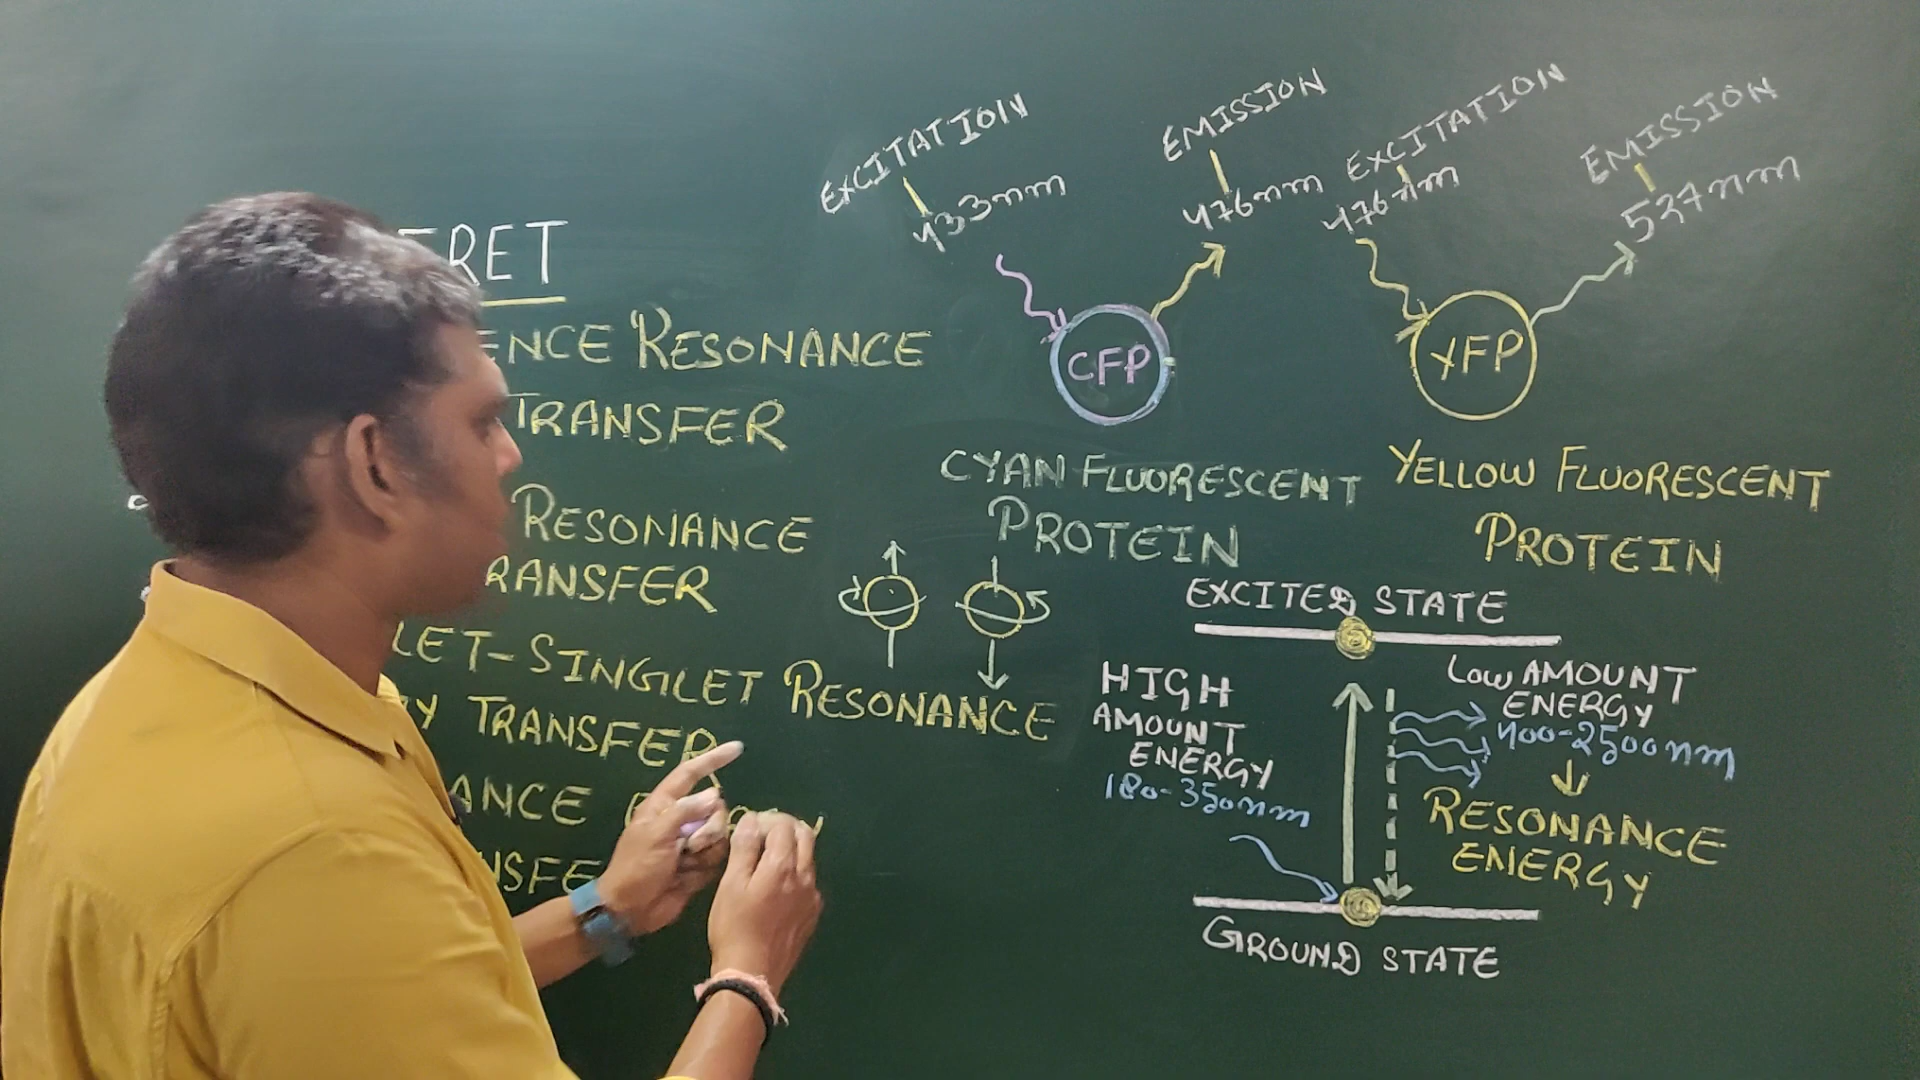 FRET
ENCE RESONANCE
TRANSFER
RESONANCE
RANSFER
LET-SINGLET RESONANCE
Y TRANSFER
ANCE
NSFE
EXCITATION
433nm
EMISSION
476nm
CFP
CYAN FLUORESCENT
PROTEIN
EXCITATION
476nm
EMISSION
537nm
YFP
YELLOW FLUORESCENT
PROTEIN
EXCITED STATE
HIGH
AMOUNT
ENERGY
180-350nm
LOW AMOUNT
ENERGY
400-2500nm
RESONANCE
ENERGY
GROUND STATE